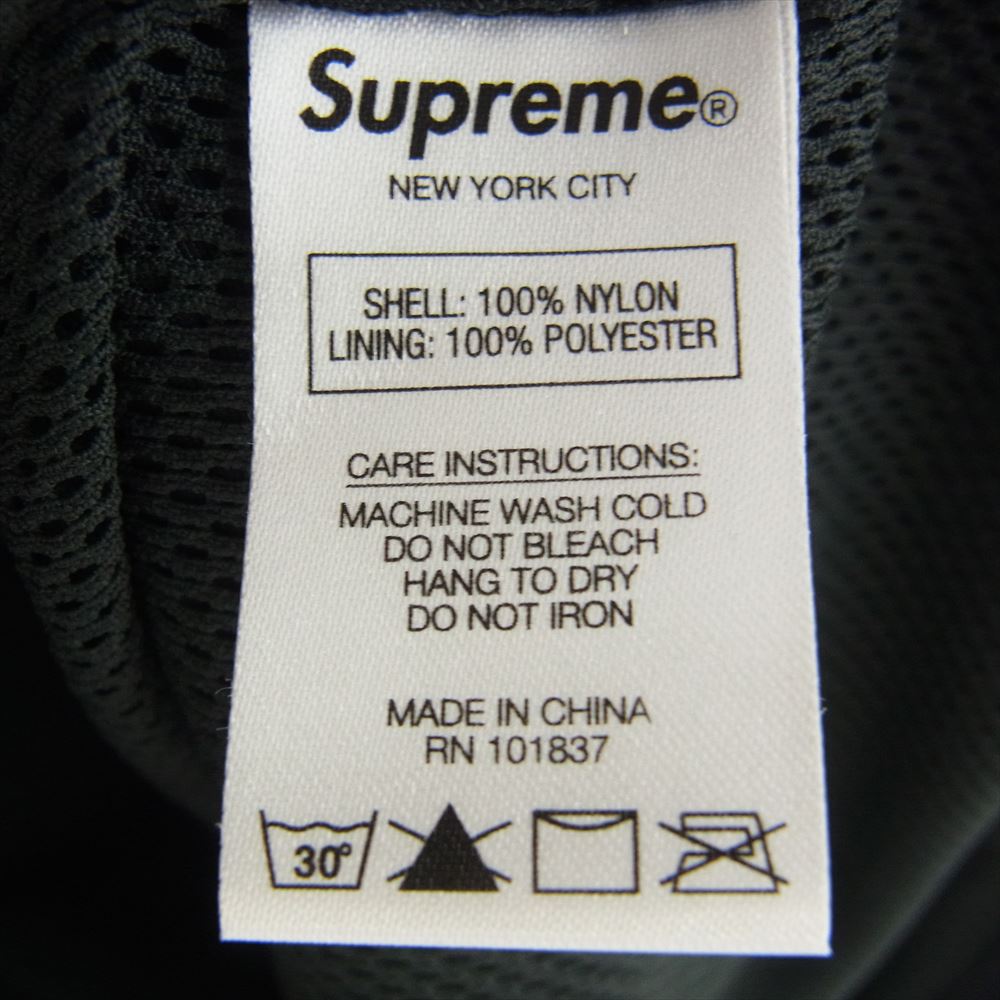 Supreme®
NEW YORK CITY
SHELL: 100% NYLON
LINING: 100% POLYESTER
CARE INSTRUCTIONS:
MACHINE WASH COLD
DO NOT BLEACH
HANG TO DRY
DO NOT IRON
MADE IN CHINA
RN 101837
30°